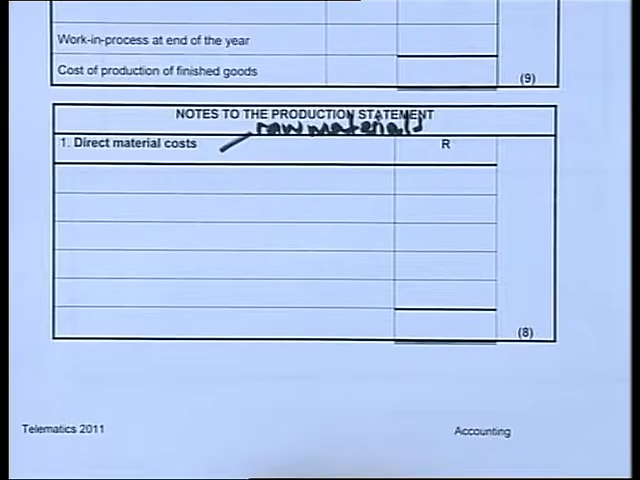 Work-in-process at end of the year
Cost of production of finished goods
(9)
NOTES TO THE PRODUCTION STATEMENT
raw materials
1. Direct material costs
R
(8)
Telematics 2011
Accounting